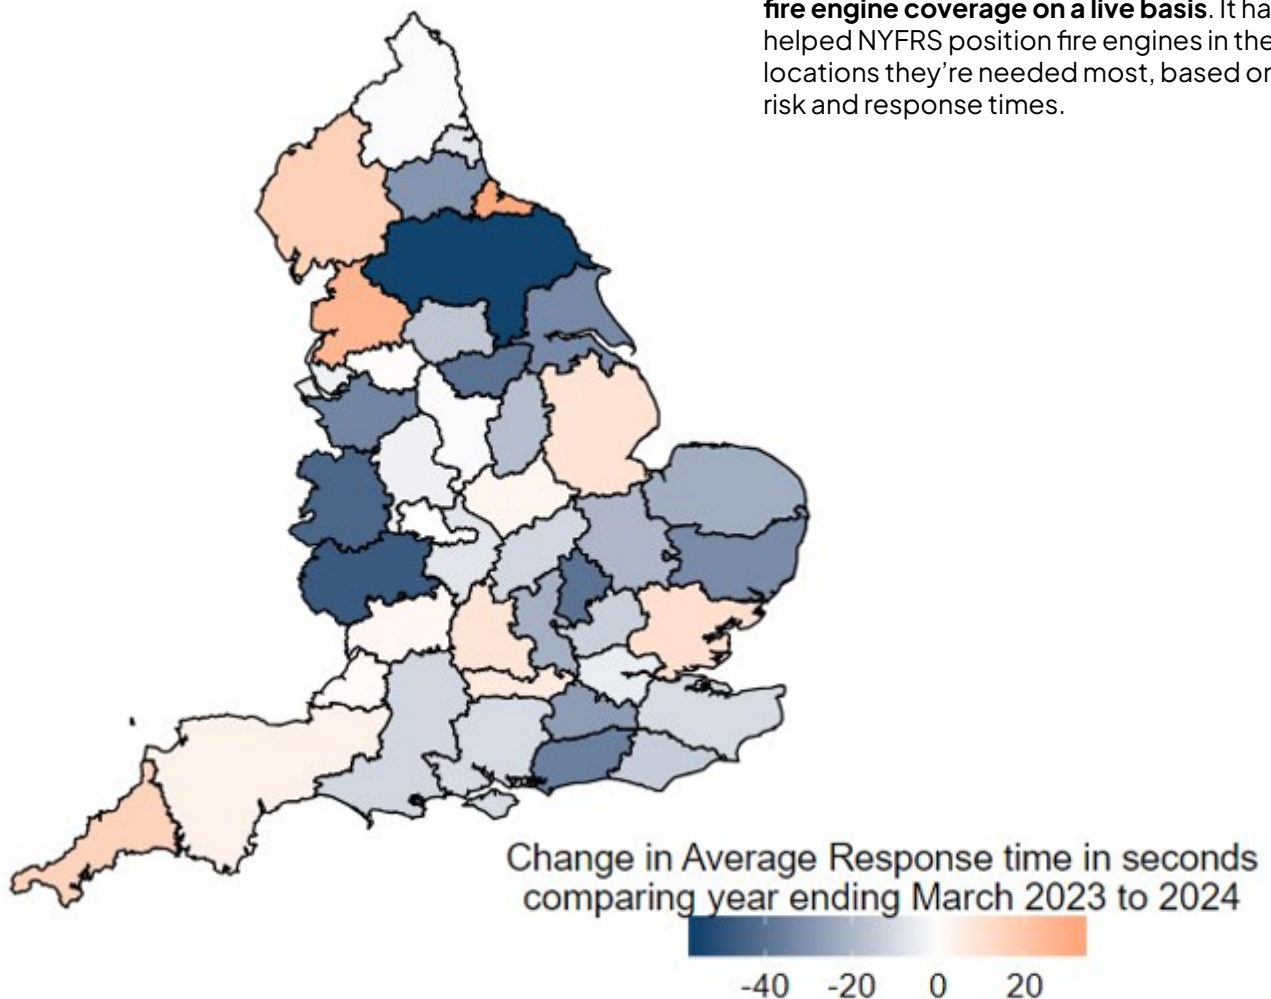 fire engine coverage on a live basis. It ha
helped NYFRS position fire engines in the
locations they’re needed most, based or
risk and response times.
Change in Average Response time in seconds
comparing year ending March 2023 to 2024
-40 -20 0 20